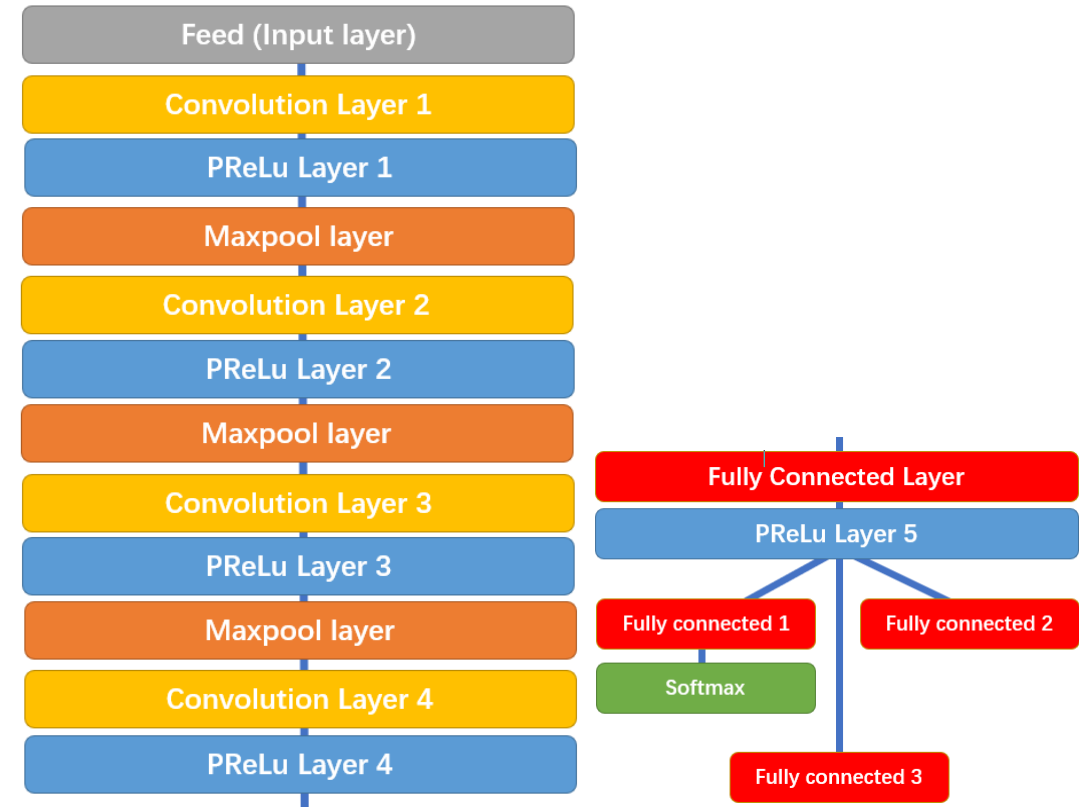 Feed (Input layer)
Convolution Layer 1
PReLu Layer 1
Maxpool layer
Convolution Layer 2
PReLu Layer 2
Maxpool layer
Convolution Layer 3
PReLu Layer 3
Maxpool layer
Convolution Layer 4
PReLu Layer 4
Fully Connected Layer
PReLu Layer 5
Fully connected 1
Fully connected 2
Softmax
Fully connected 3